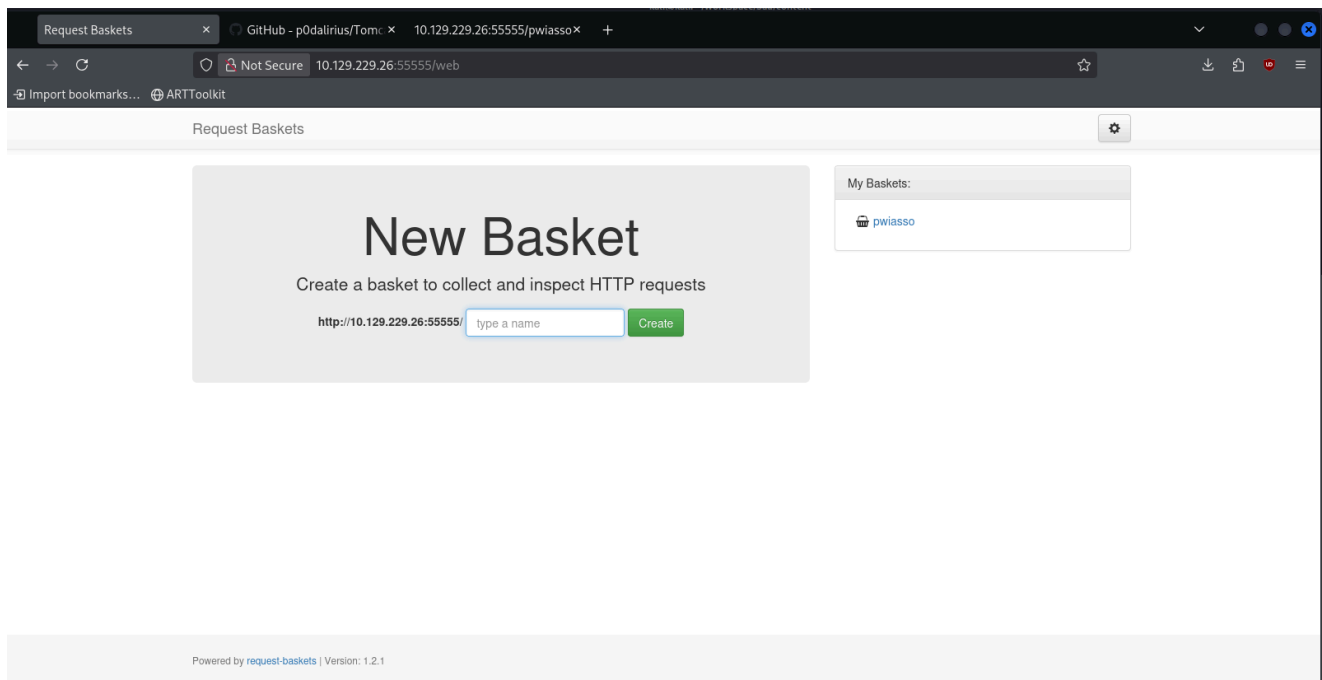 Request Baskets
GitHub - p0dalirius/Tomc
10.129.229.26:55555/pwiasso
Not Secure 10.129.229.26:55555/web
Import bookmarks... ARTToolkit
Request Baskets
New Basket
Create a basket to collect and inspect HTTP requests
http://10.129.229.26:55555/ type a name Create
My Baskets:
pwiasso
Powered by request-baskets | Version: 1.2.1